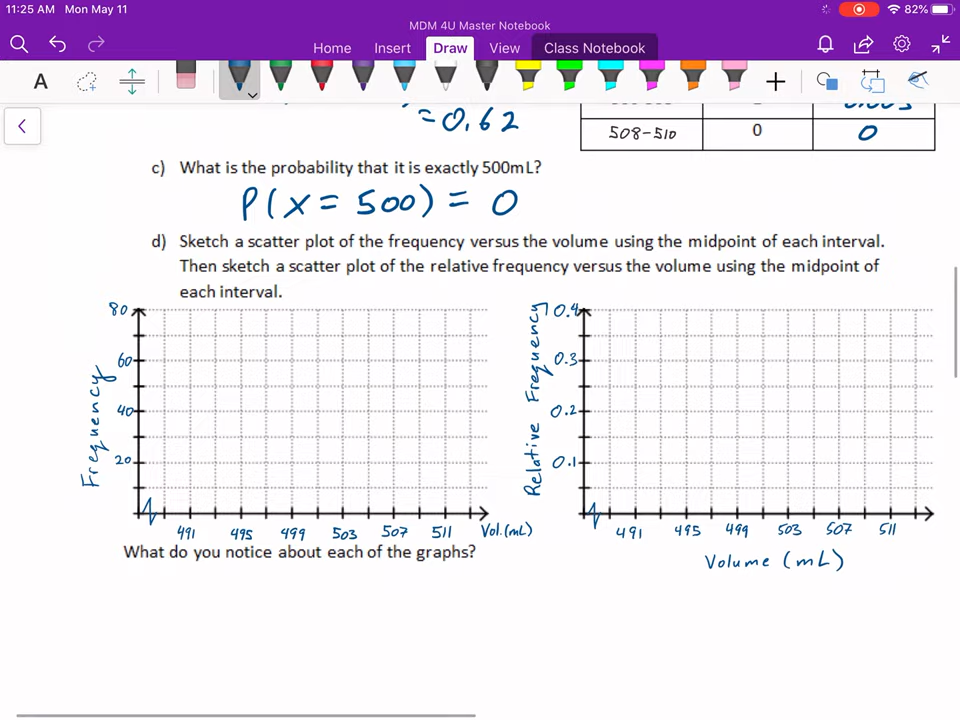 11:25 AM Mon May 11
82%
MDM 4U Master Notebook
Home Insert Draw View Class Notebook
A
= 0.62
0.005
508-510 0 0
c) What is the probability that it is exactly 500mL?
P(X = 500) = 0
d) Sketch a scatter plot of the frequency versus the volume using the midpoint of each interval.
Then sketch a scatter plot of the relative frequency versus the volume using the midpoint of
each interval.
80
60
40
20
Frequency
491 495 499 503 507 511 Vol.(mL)
0.4
0.3
0.2
0.1
Relative Frequency
491 495 499 503 507 511
Volume (mL)
What do you notice about each of the graphs?